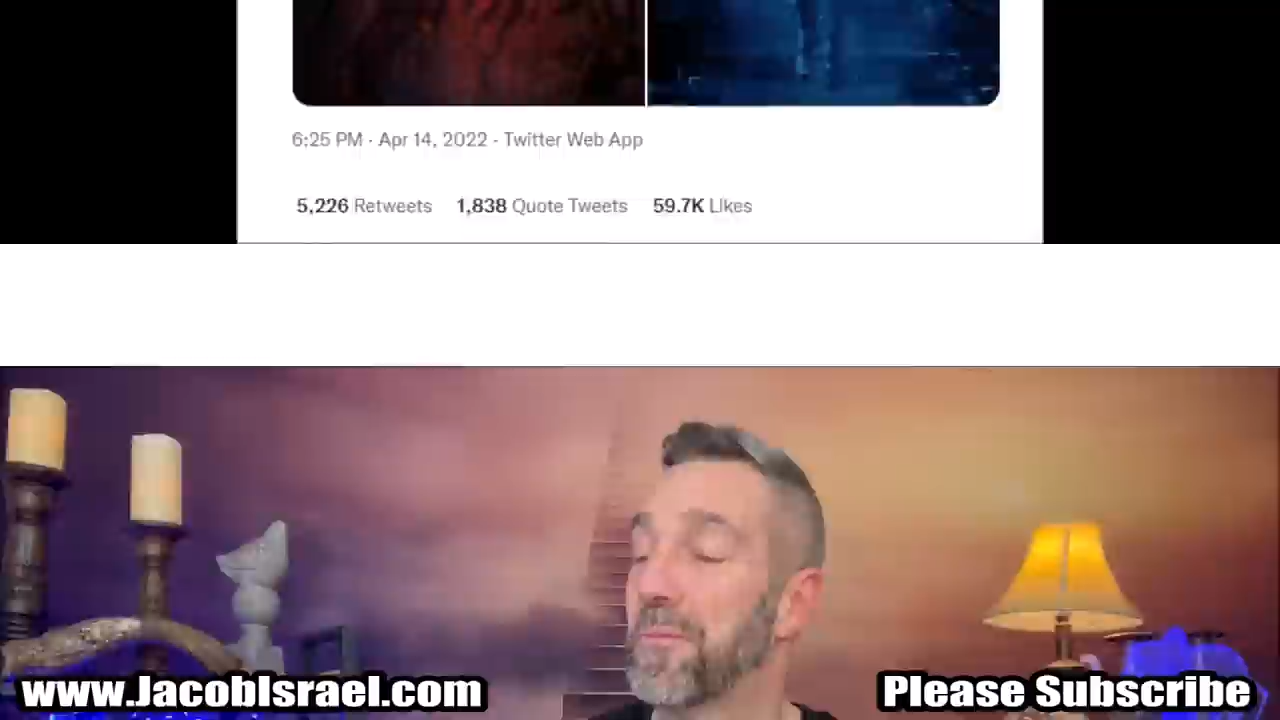 6:25 PM · Apr 14, 2022 · Twitter Web App
5,226 Retweets 1,838 Quote Tweets 59.7K Likes
www.JacobIsrael.com
Please Subscribe